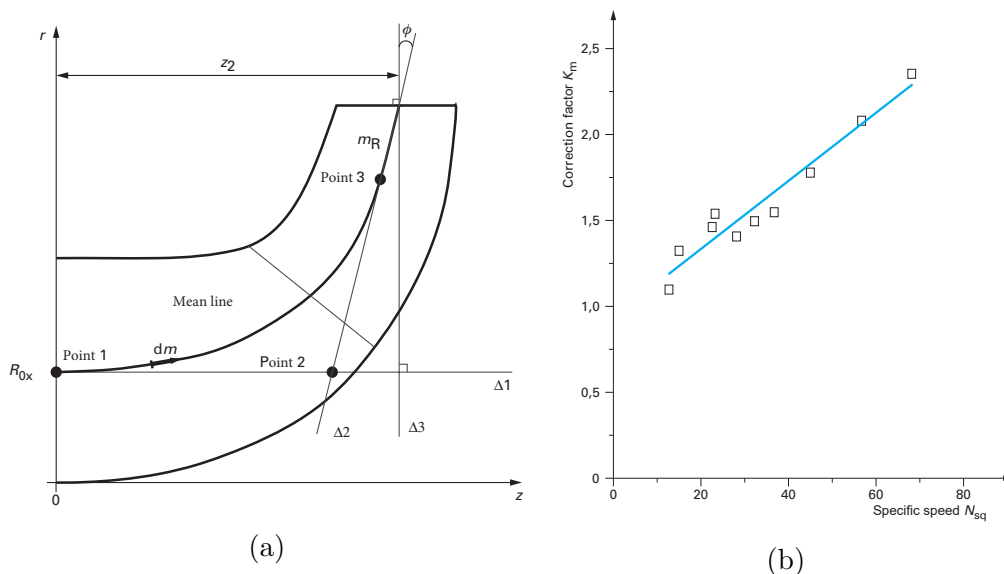 r
z2
ϕ
mR
Point 3
Mean line
dm
Point 1
Point 2
R0x
Δ1
Δ2
Δ3
0
z
(a)
Correction factor Km
2,5
2,0
1,5
1,0
0,5
0
0
20
40
60
80
Specific speed Nsq
(b)